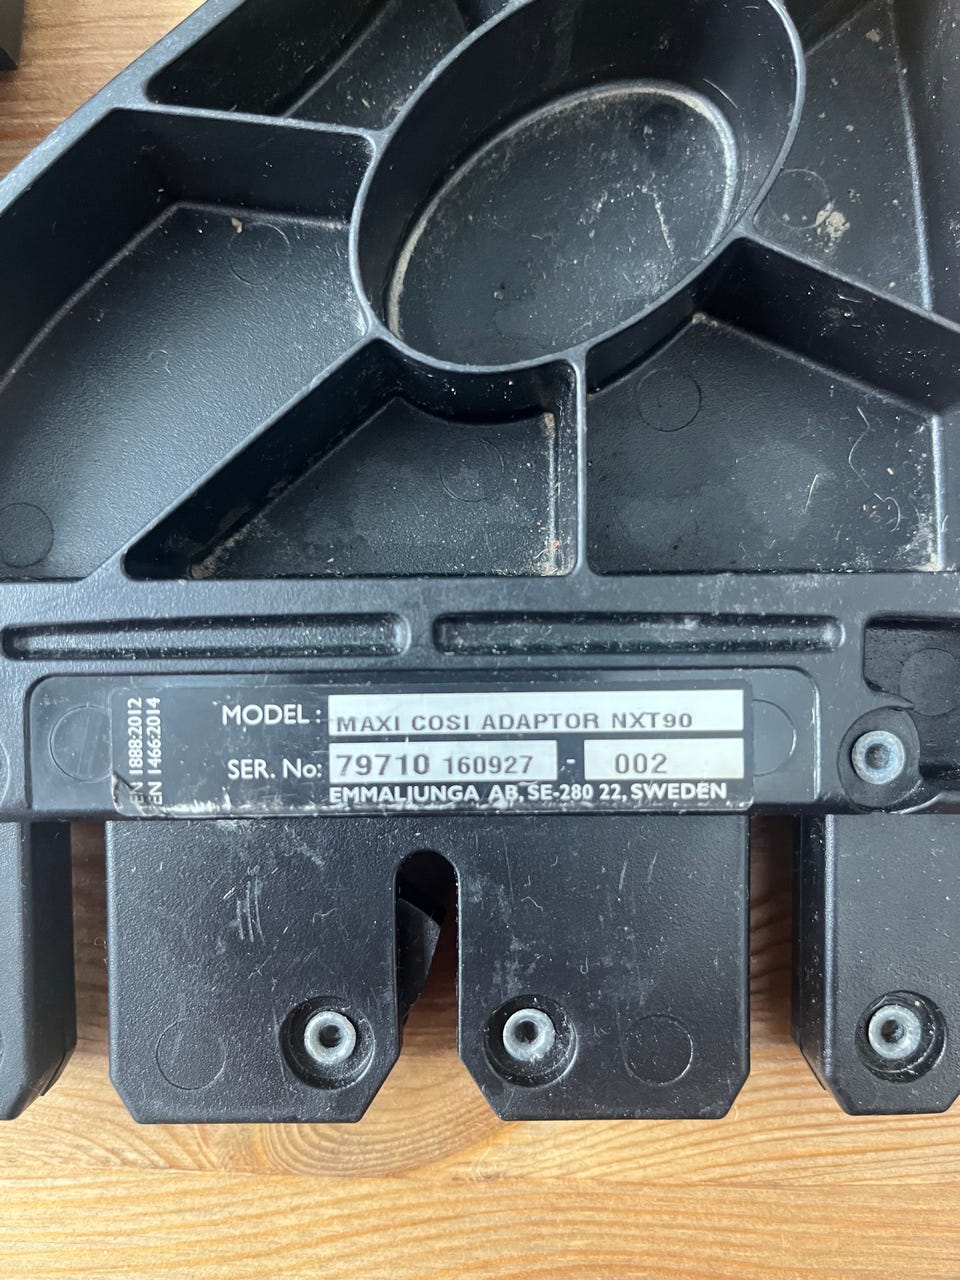 EN 1888:2012
EN 1466:2014
MODEL: MAXI COSI ADAPTOR NXT90
SER. No: 79710 160927 - 002
EMMALJUNGA AB, SE-280 22, SWEDEN